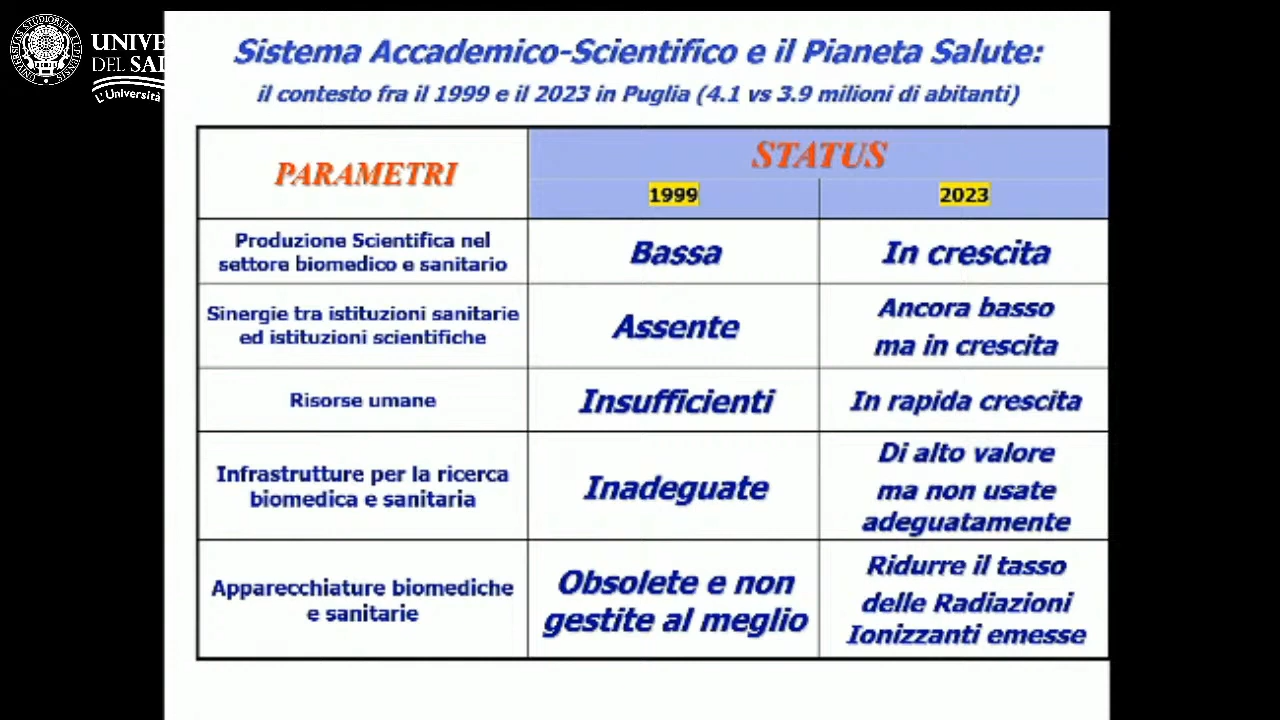 UNIVE
DEL SAL
L'Università
Sistema Accademico-Scientifico e il Pianeta Salute:
il contesto fra il 1999 e il 2023 in Puglia (4.1 vs 3.9 milioni di abitanti)
PARAMETRI
STATUS
1999
2023
Produzione Scientifica nel
settore biomedico e sanitario
Bassa
In crescita
Sinergie tra istituzioni sanitarie
ed istituzioni scientifiche
Assente
Ancora basso
ma in crescita
Risorse umane
Insufficienti
In rapida crescita
Infrastrutture per la ricerca
biomedica e sanitaria
Inadeguate
Di alto valore
ma non usate
adeguatamente
Apparecchiature biomediche
e sanitarie
Obsolete e non
gestite al meglio
Ridurre il tasso
delle Radiazioni
Ionizzanti emesse